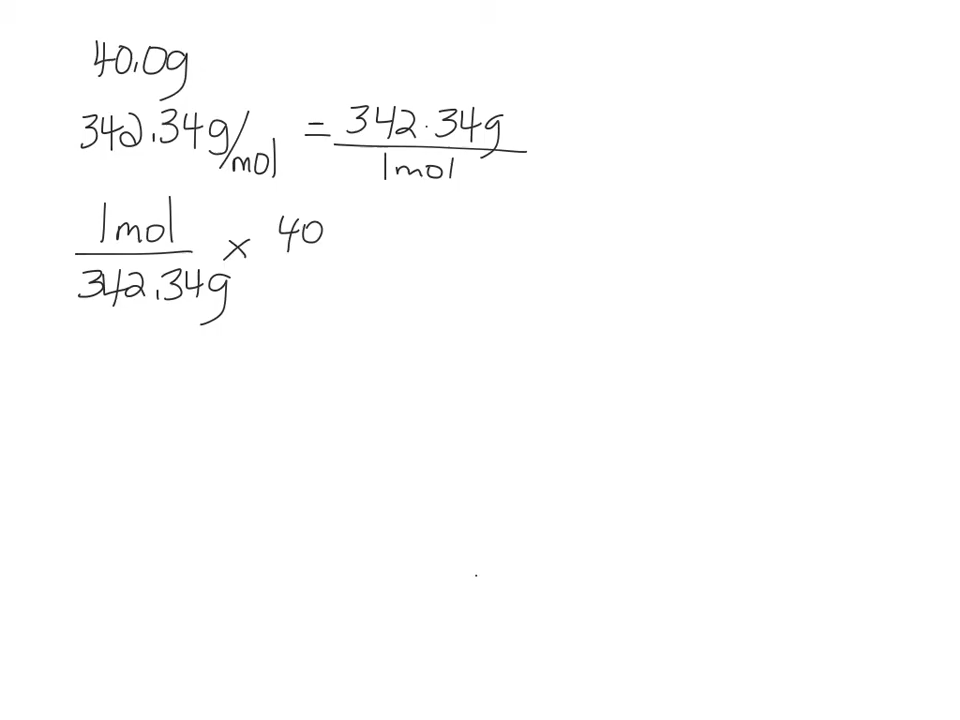 40.0g
342.34g/mol = 342.34g
1mol
1mol × 40
342.34g